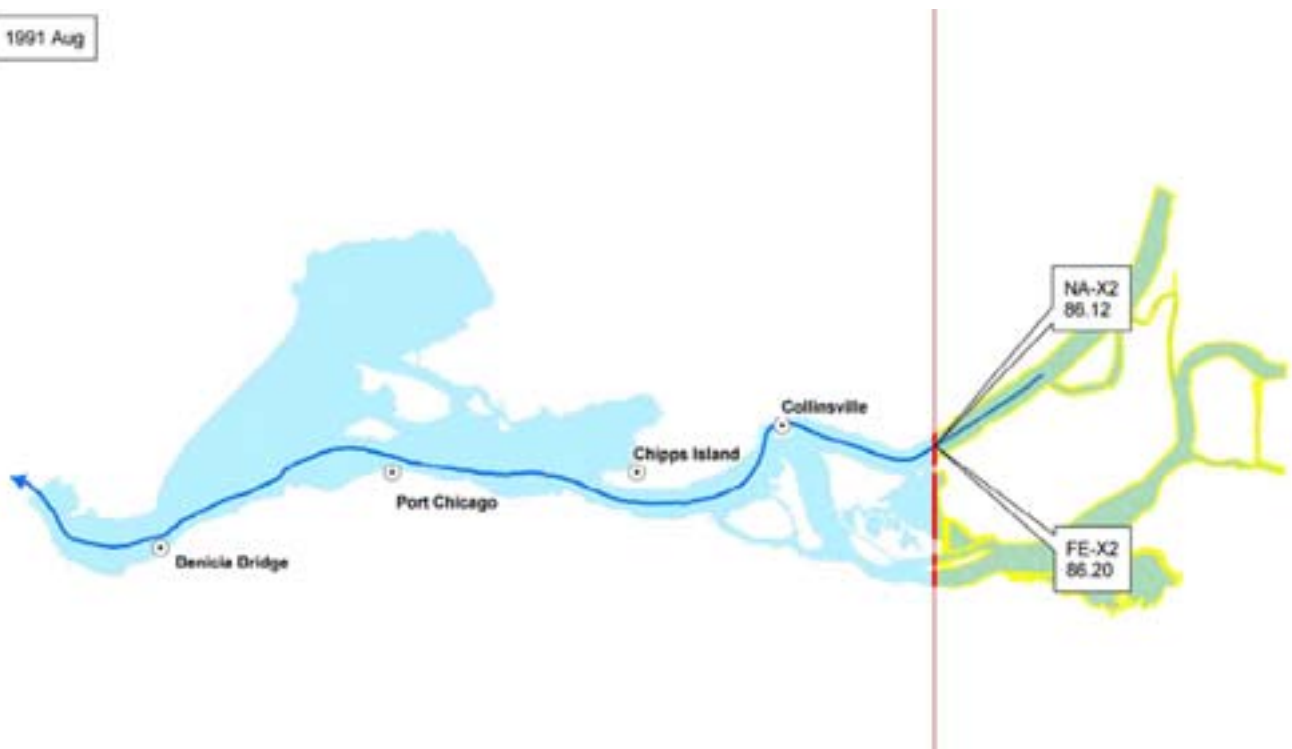 1991 Aug
NA-X2
86.12
Collinsville
Chipps Island
Port Chicago
Benicia Bridge
FE-X2
86.20